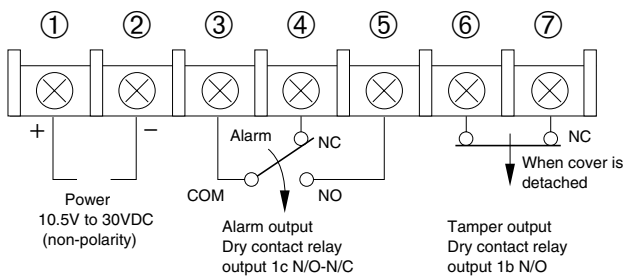 ① ② ③ ④ ⑤ ⑥ ⑦
+ −
Alarm
NC
COM
NO
NC
When cover is
detached
Power
10.5V to 30VDC
(non-polarity)
Alarm output
Dry contact relay
output 1c N/O-N/C
Tamper output
Dry contact relay
output 1b N/O